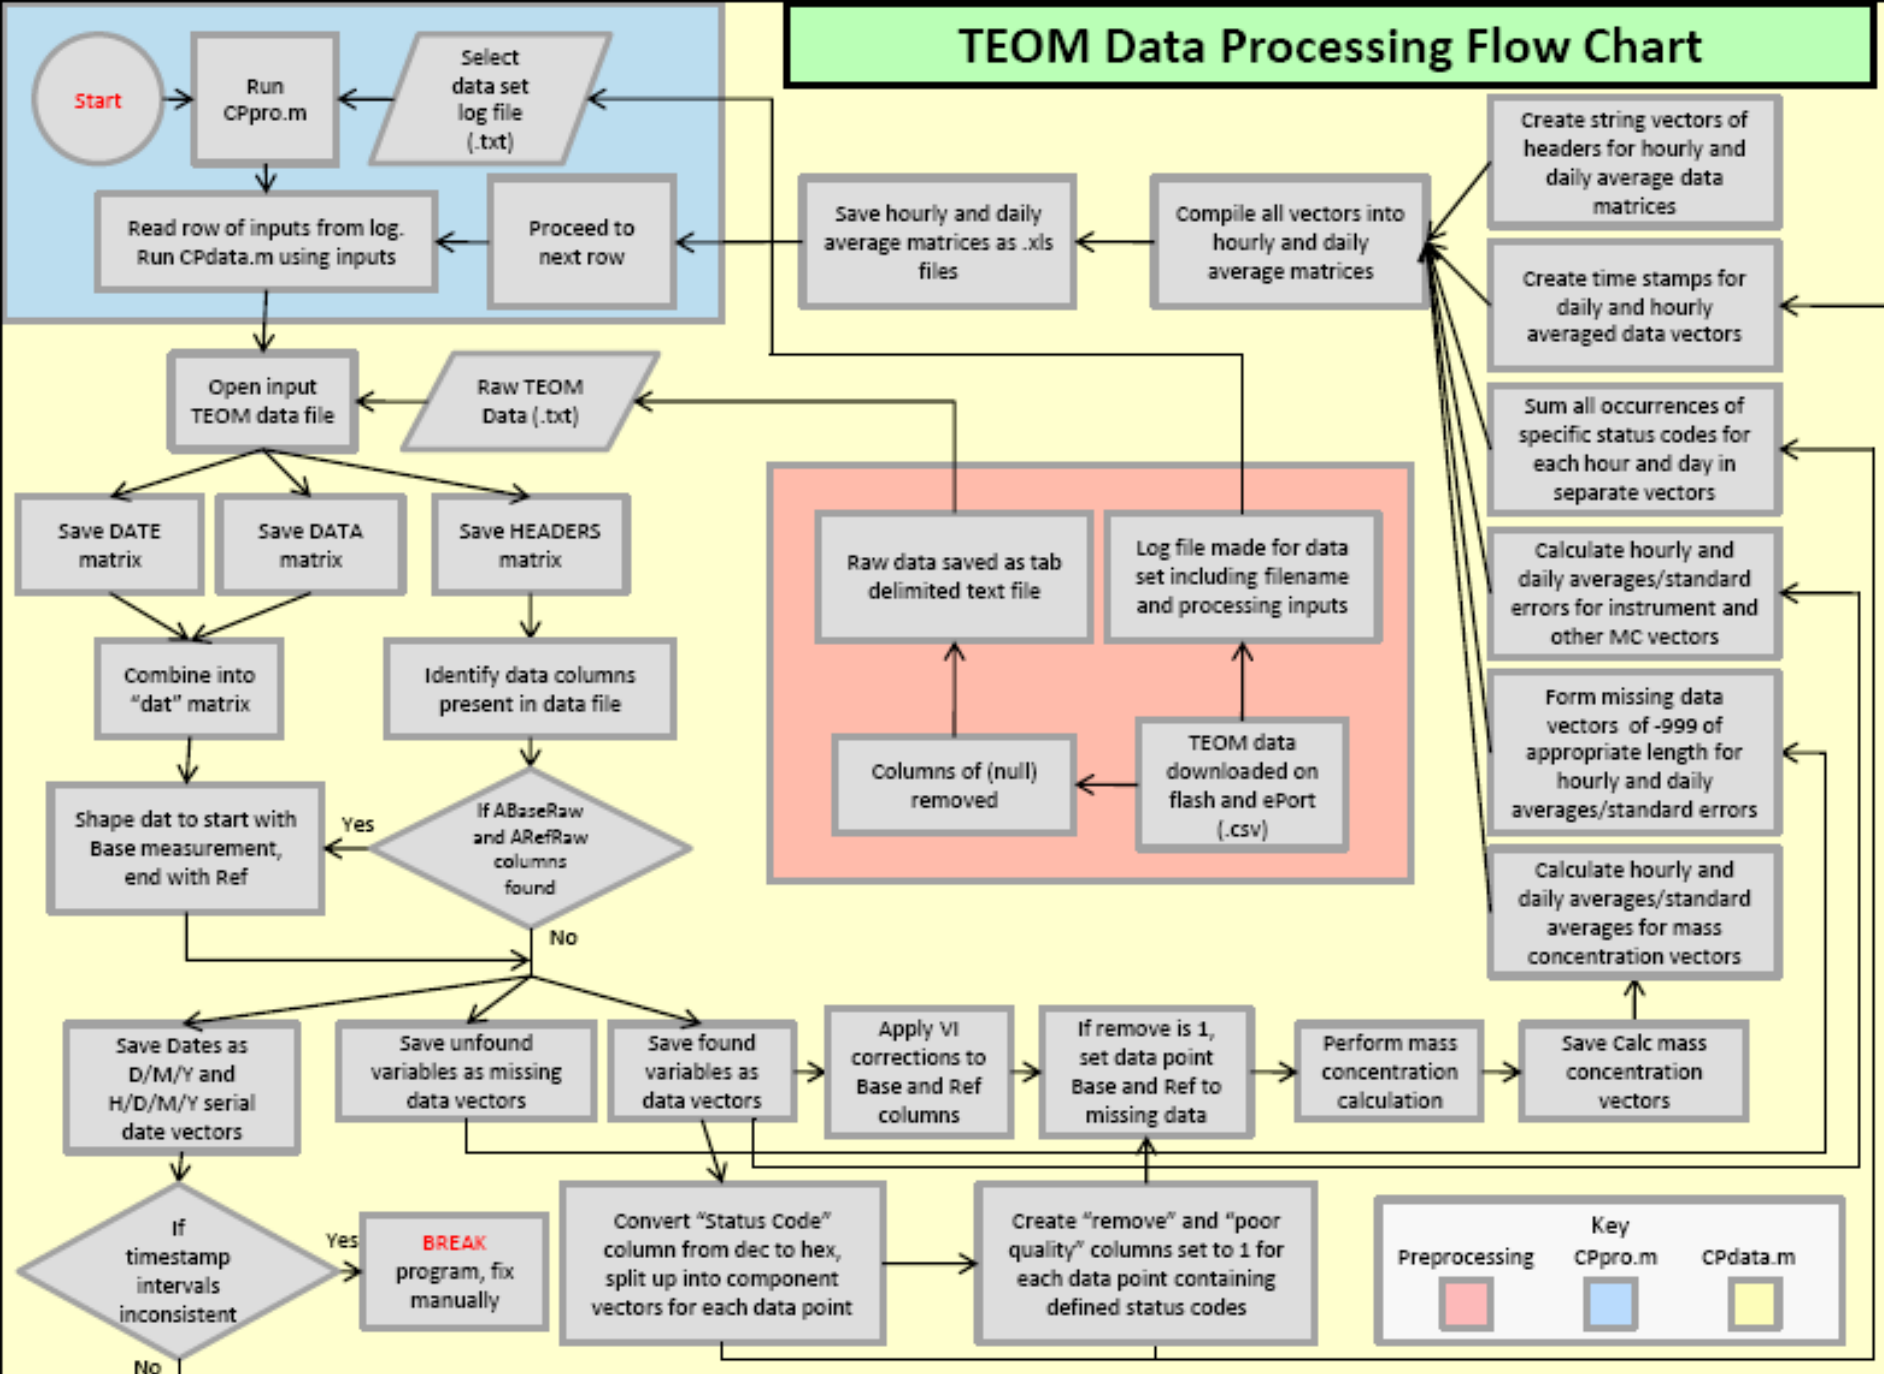 TEOM Data Processing Flow Chart
Start
Run
CPpro.m
Select
data set
log file
(.txt)
Read row of inputs from log.
Run CPdata.m using inputs
Proceed to
next row
Save hourly and daily
average matrices as .xls
files
Compile all vectors into
hourly and daily
average matrices
Create string vectors of
headers for hourly and
daily average data
matrices
Create time stamps for
daily and hourly
averaged data vectors
Sum all occurrences of
specific status codes for
each hour and day in
separate vectors
Calculate hourly and
daily averages/standard
errors for instrument and
other MC vectors
Form missing data
vectors of -999 of
appropriate length for
hourly and daily
averages/standard errors
Calculate hourly and
daily averages/standard
averages for mass
concentration vectors
Open input
TEOM data file
Raw TEOM
Data (.txt)
Save DATE
matrix
Save DATA
matrix
Save HEADERS
matrix
Raw data saved as tab
delimited text file
Log file made for data
set including filename
and processing inputs
Combine into
“dat” matrix
Identify data columns
present in data file
Columns of (null)
removed
TEOM data
downloaded on
flash and ePort
(.csv)
Shape dat to start with
Base measurement,
end with Ref
Yes
If ABaseRaw
and ARefRaw
columns
found
No
Save Dates as
D/M/Y and
H/D/M/Y serial
date vectors
Save unfound
variables as missing
data vectors
Save found
variables as
data vectors
Apply VI
corrections to
Base and Ref
columns
If remove is 1,
set data point
Base and Ref to
missing data
Perform mass
concentration
calculation
Save Calc mass
concentration
vectors
If
timestamp
intervals
inconsistent
Yes
BREAK
program, fix
manually
Convert “Status Code”
column from dec to hex,
split up into component
vectors for each data point
Create “remove” and “poor
quality” columns set to 1 for
each data point containing
defined status codes
Key
Preprocessing
CPpro.m
CPdata.m
No